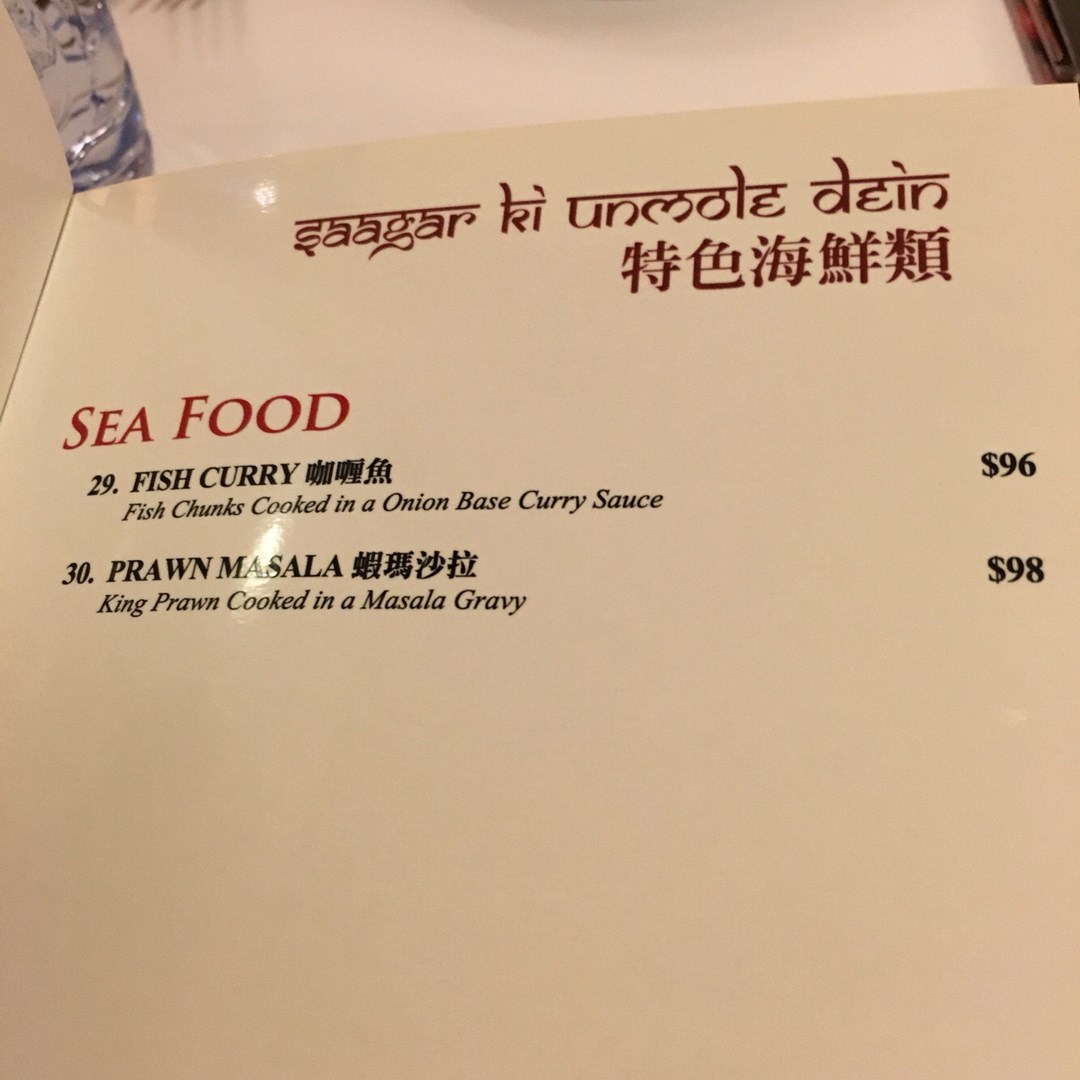 saagar ki unmole dein
特色海鮮類
SEA FOOD
29. FISH CURRY 咖喱魚 $96
Fish Chunks Cooked in a Onion Base Curry Sauce
30. PRAWN MASALA 蝦瑪沙拉 $98
King Prawn Cooked in a Masala Gravy